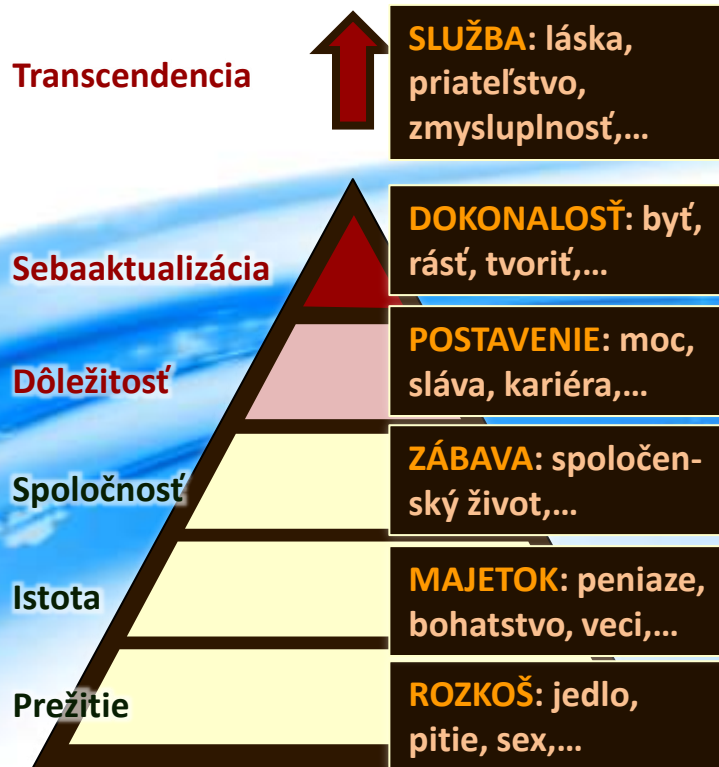 Transcendencia
SLUŽBA: láska,
priateľstvo,
zmysluplnosť,...
Sebaaktualizácia
DOKONALOSŤ: byť,
rásť, tvoriť,...
Dôležitosť
POSTAVENIE: moc,
sláva, kariéra,...
Spoločnosť
ZÁBAVA: spoločen-
ský život,...
Istota
MAJETOK: peniaze,
bohatstvo, veci,...
Prežitie
ROZKOŠ: jedlo,
pitie, sex,...